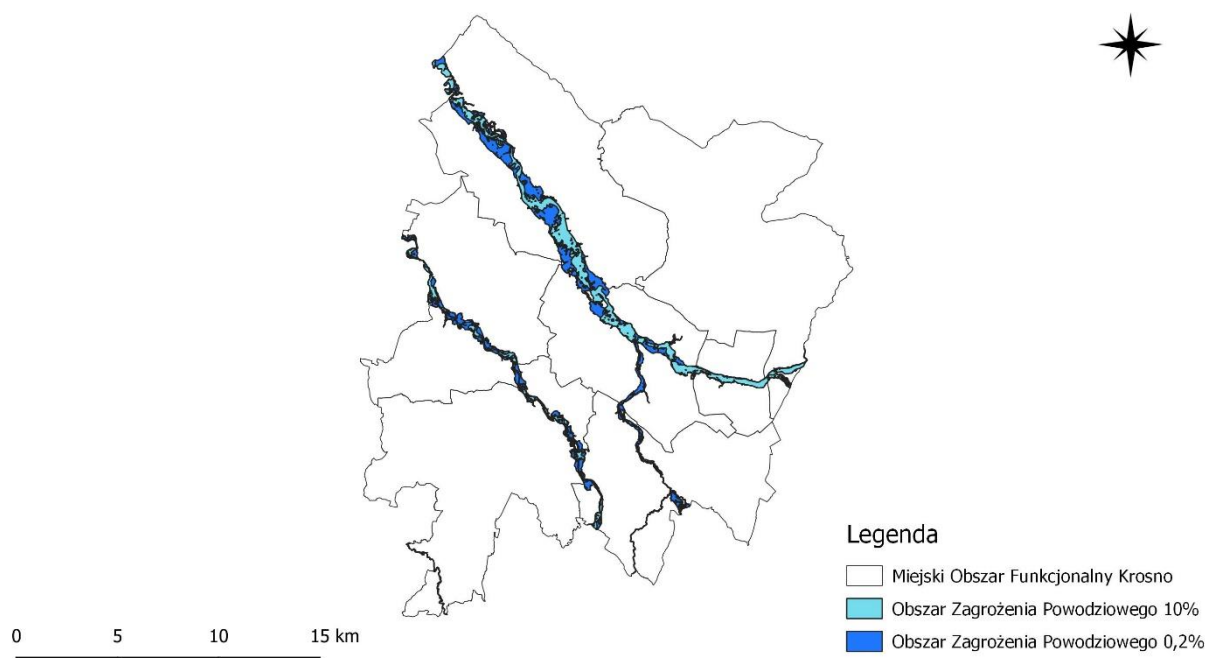 Legenda
Miejski Obszar Funkcjonalny Krosno
Obszar Zagrożenia Powodziowego 10%
Obszar Zagrożenia Powodziowego 0,2%
0 5 10 15 km